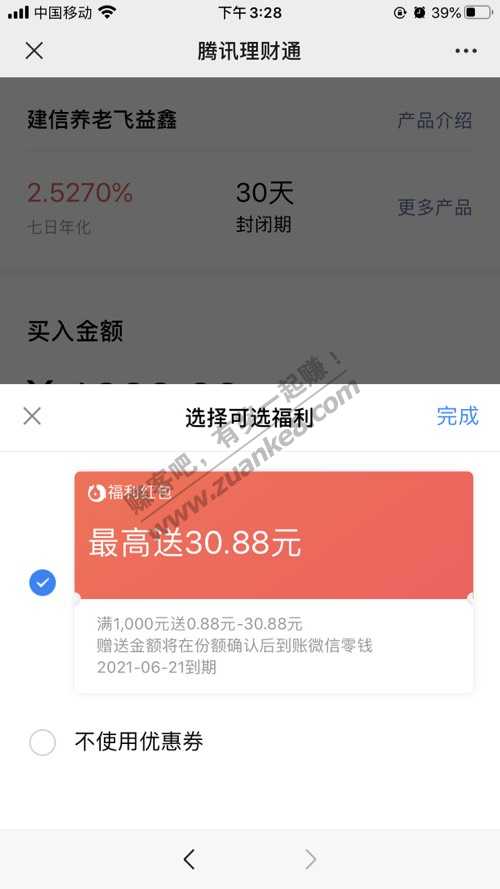 中国移动 下午3:28 39%
腾讯理财通
建信养老飞益鑫 产品介绍
2.5270% 30天 更多产品
七日年化 封闭期
买入金额
选择可选福利 完成
赚客吧,有奖一起赚!
www.zuanke8.com
福利红包
最高送30.88元
满1,000元送0.88元-30.88元
赠送金额将在份额确认后到账微信零钱
2021-06-21到期
不使用优惠券